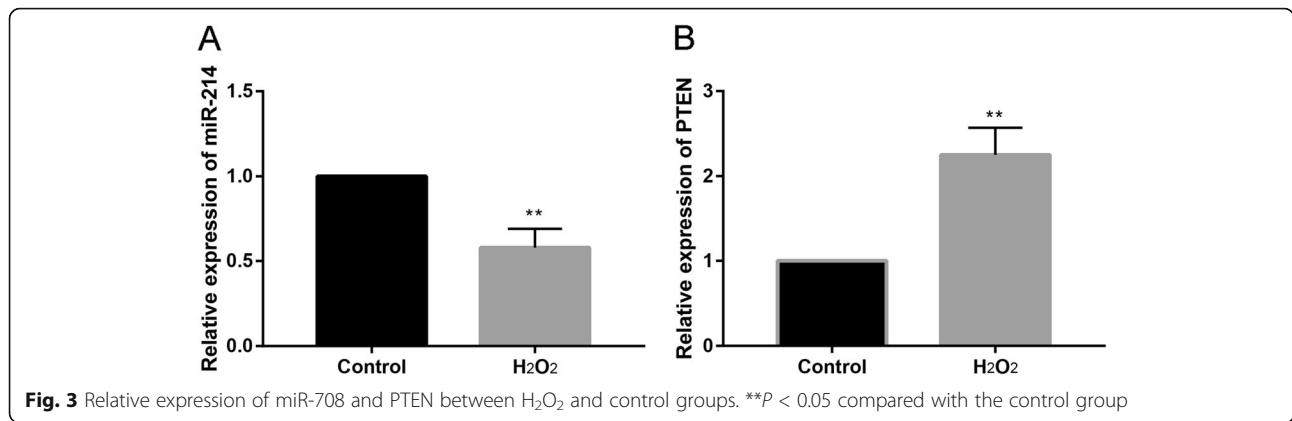 A
Relative expression of miR-214
1.5
1.0
0.5
0.0
**
Control
H2O2
B
Relative expression of PTEN
3
2
1
0
**
Control
H2O2
Fig. 3 Relative expression of miR-708 and PTEN between H₂O₂ and control groups. **P < 0.05 compared with the control group